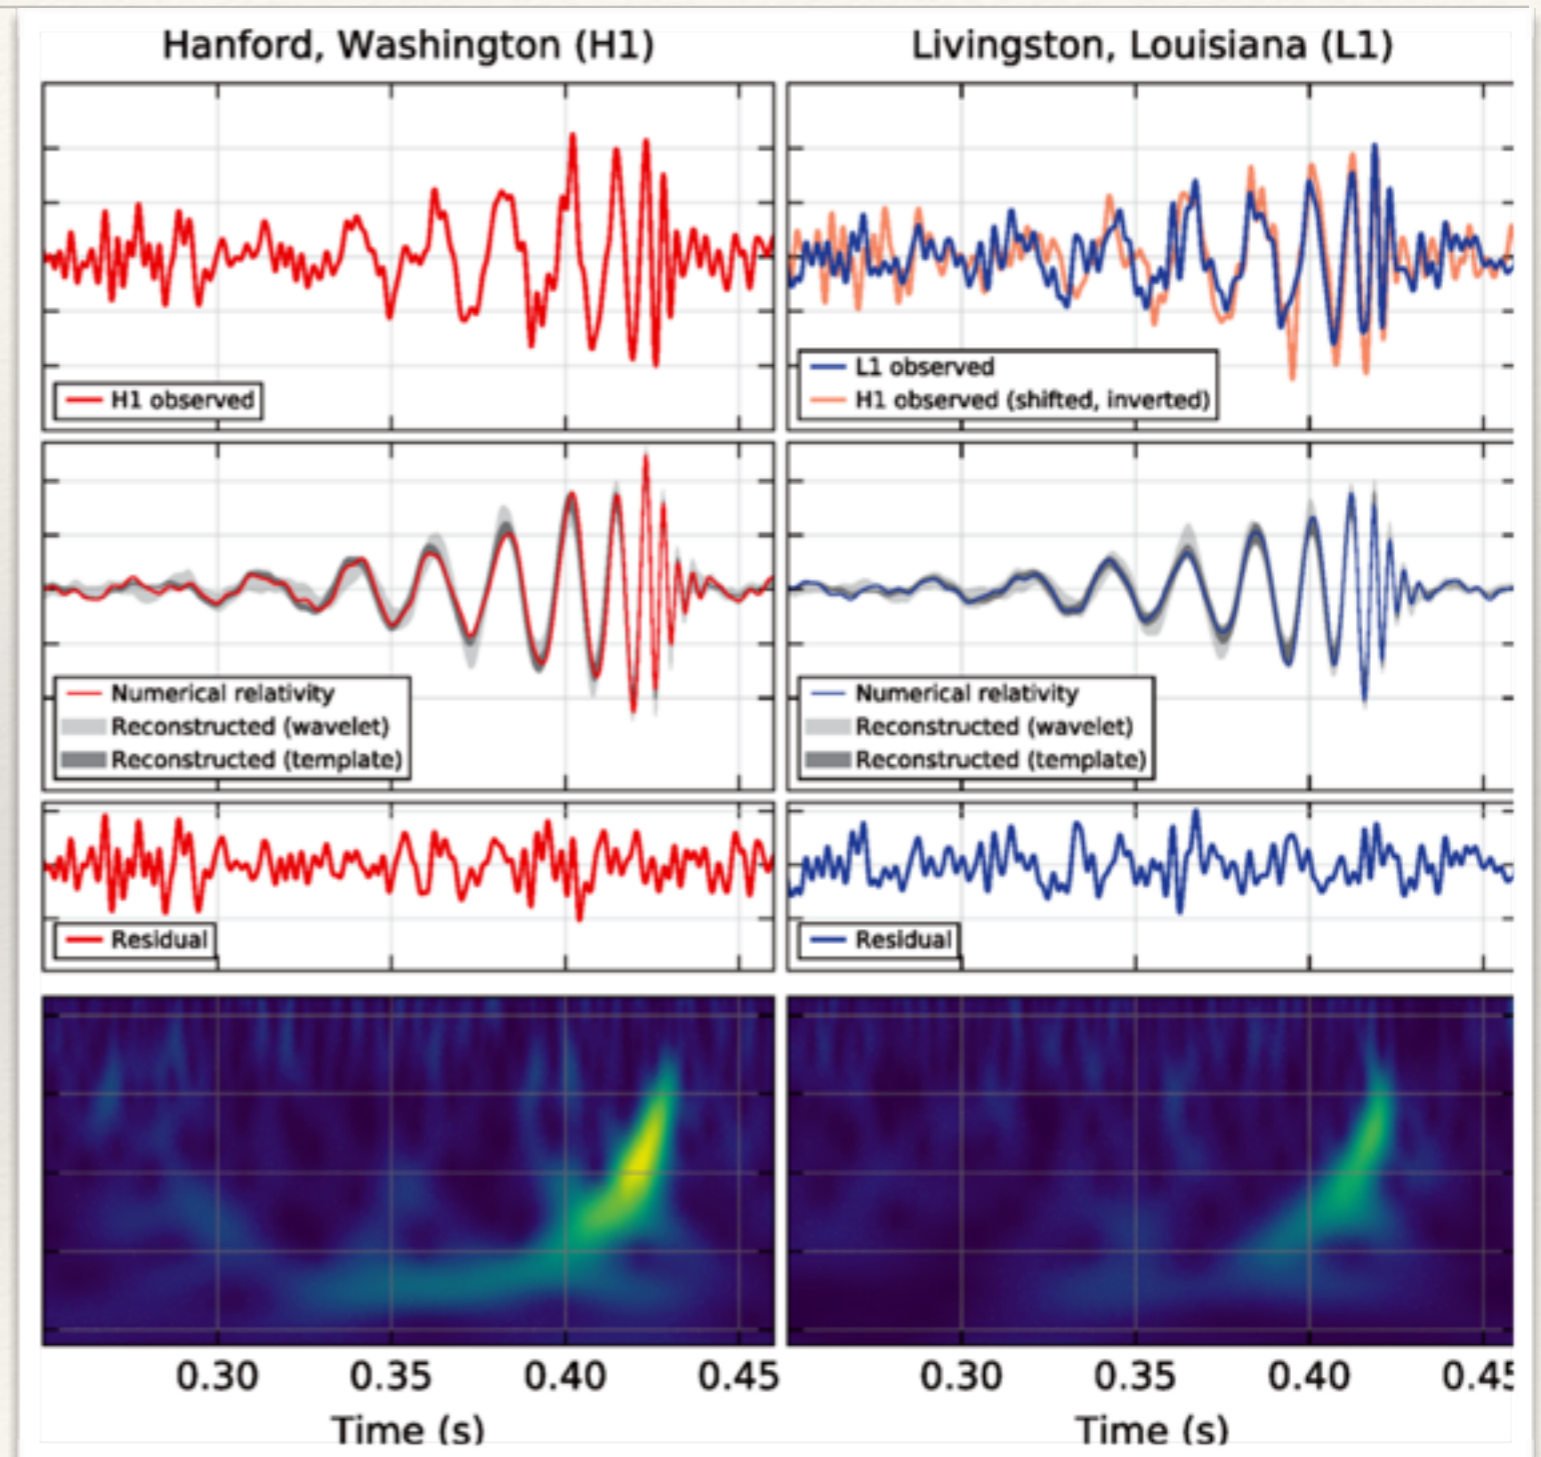 Hanford, Washington (H1)
Livingston, Louisiana (L1)
H1 observed
L1 observed
H1 observed (shifted, inverted)
Numerical relativity
Reconstructed (wavelet)
Reconstructed (template)
Numerical relativity
Reconstructed (wavelet)
Reconstructed (template)
Residual
Residual
0.30 0.35 0.40 0.45
0.30 0.35 0.40 0.45
Time (s)
Time (s)